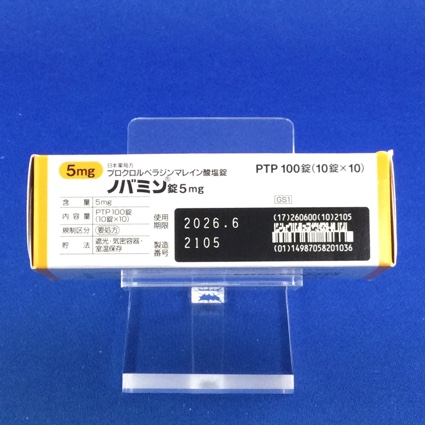 5mg
日本薬局方
プロクロルペラジンマレイン酸塩錠
ノバミン®錠5mg
PTP 100錠(10錠×10)
含量 5mg
内容量 PTP100錠
(10錠×10)
規制区分 要処方
貯法 遮光・気密容器・
室温保存
使用
期限
2026.6
製造
番号
2105
GS1
(17)260600(10)2105
(01)14987058201036